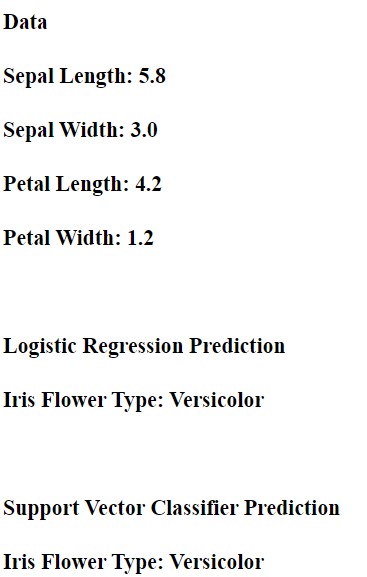 Data
Sepal Length: 5.8
Sepal Width: 3.0
Petal Length: 4.2
Petal Width: 1.2
Logistic Regression Prediction
Iris Flower Type: Versicolor
Support Vector Classifier Prediction
Iris Flower Type: Versicolor